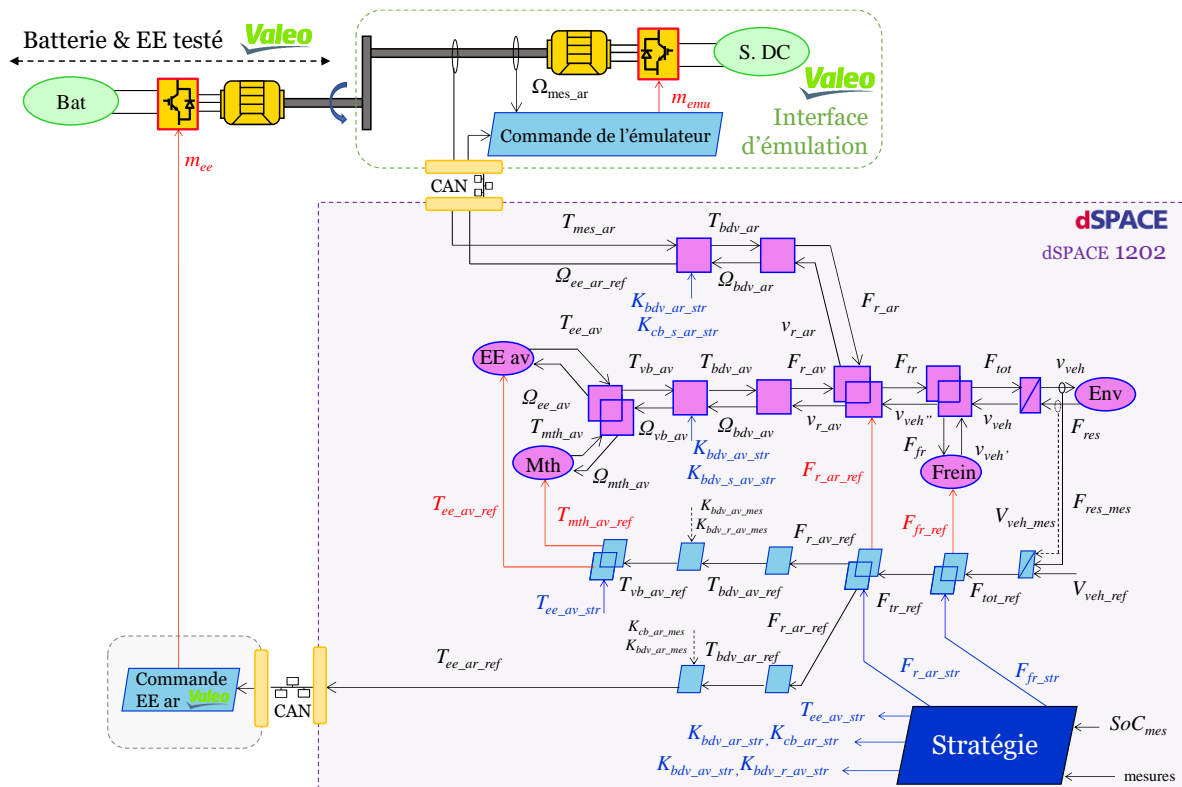 Batterie & EE testé Valeo
Bat
S. DC
Ω_mes_ar
m_emu
Valeo
Interface
d'émulation
Commande de l'émulateur
m_ee
CAN
dSPACE
dSPACE 1202
T_mes_ar
T_bdv_ar
Ω_ee_ar_ref
Ω_bdv_ar
K_bdv_ar_str
K_cb_s_ar_str
F_r_ar
v_r_ar
T_ee_av
EE av
T_vb_av
T_bdv_av
F_r_av
F_tr
F_tot
v_veh
Env
Ω_ee_av
Ω_vb_av
Ω_bdv_av
v_r_av
v_veh"
v_veh
F_res
T_mth_av
Mth
Ω_mth_av
K_bdv_av_str
K_bdv_s_av_str
F_fr
v_veh'
Frein
F_r_ar_ref
T_ee_av_ref
T_mth_av_ref
K_bdv_av_mes
K_bdv_r_av_mes
F_r_av_ref
F_fr_ref
V_veh_mes
F_res_mes
T_vb_av_ref
T_bdv_av_ref
F_tr_ref
F_tot_ref
V_veh_ref
T_ee_av_str
K_cb_ar_mes
K_bdv_ar_mes
F_r_ar_ref
T_bdv_ar_ref
T_ee_ar_ref
F_r_ar_str
F_fr_str
Commande
EE ar Valeo
CAN
T_ee_av_str
K_bdv_ar_str, K_cb_ar_str
K_bdv_av_str, K_bdv_r_av_str
Stratégie
SoC_mes
mesures